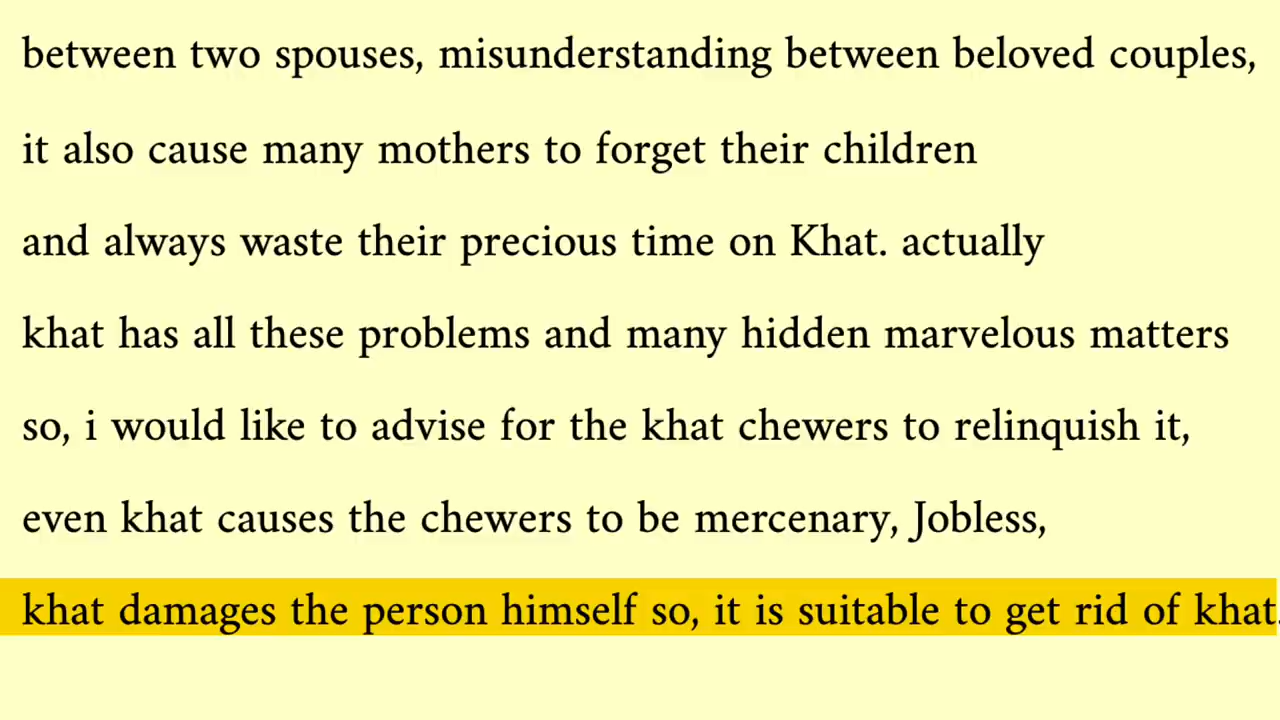 between two spouses, misunderstanding between beloved couples,
it also cause many mothers to forget their children
and always waste their precious time on Khat. actually
khat has all these problems and many hidden marvelous matters
so, i would like to advise for the khat chewers to relinquish it,
even khat causes the chewers to be mercenary, Jobless,
khat damages the person himself so, it is suitable to get rid of khat.